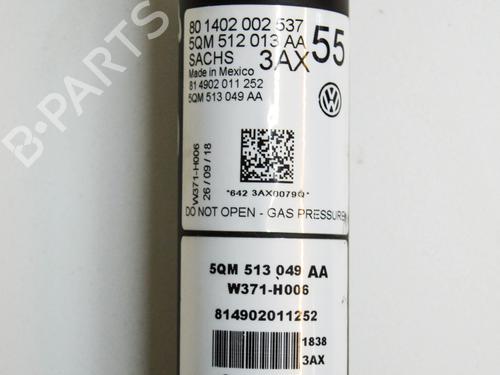 80 1402 002 537
5QM 512 013 AA
55
SACHS
3AX
Made in Mexico
81 4902 011 252
5QM 513 049 AA
W371-H006
26 / 09 / 18
*642 3AX0079Q*
DO NOT OPEN - GAS PRESSURE
5QM 513 049 AA
W371-H006
814902011252
1838
3AX